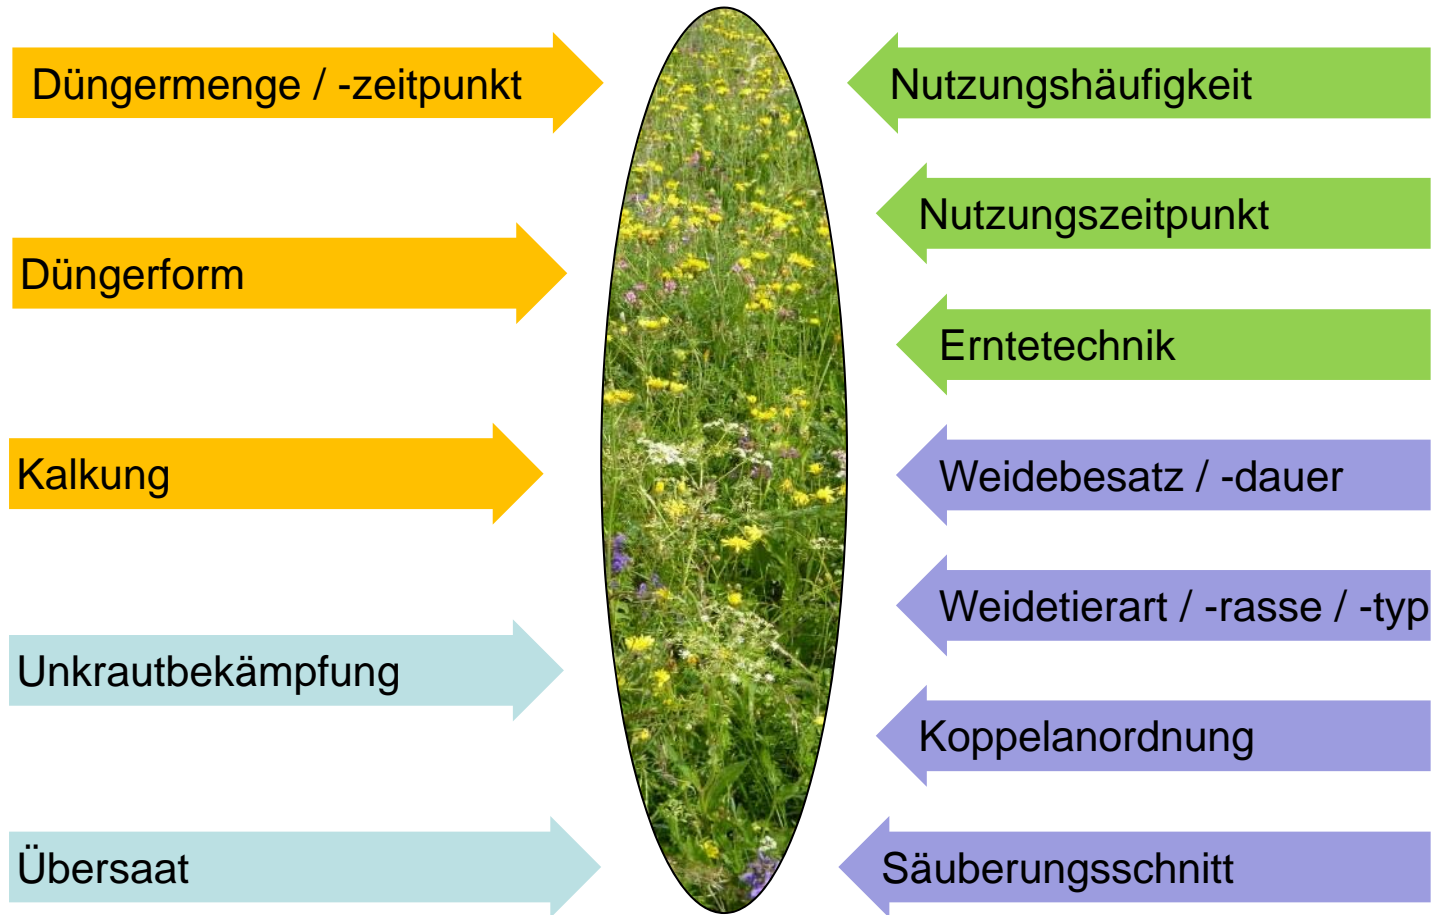 Düngermenge / -zeitpunkt
Düngerform
Kalkung
Unkrautbekämpfung
Übersaat
Nutzungshäufigkeit
Nutzungszeitpunkt
Erntetechnik
Weidebesatz / -dauer
Weidetierart / -rasse / -typ
Koppelanordnung
Säuberungsschnitt